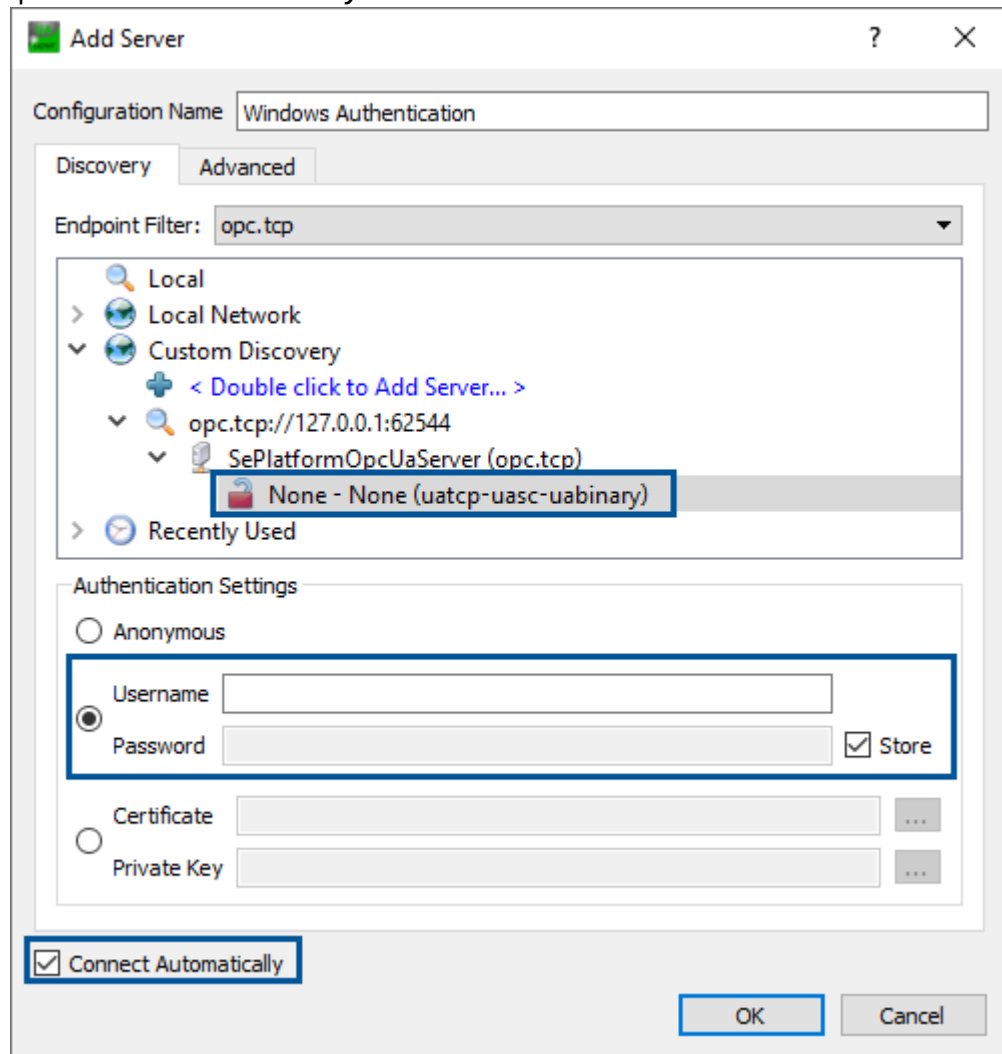 Add Server
?
Configuration Name Windows Authentication
Discovery Advanced
Endpoint Filter: opc.tcp
Local
Local Network
Custom Discovery
< Double click to Add Server... >
opc.tcp://127.0.0.1:62544
SePlatformOpcUaServer (opc.tcp)
None - None (uatcp-uasc-uabinary)
Recently Used
Authentication Settings
Anonymous
Username
Password Store
Certificate ...
Private Key ...
Connect Automatically
OK Cancel